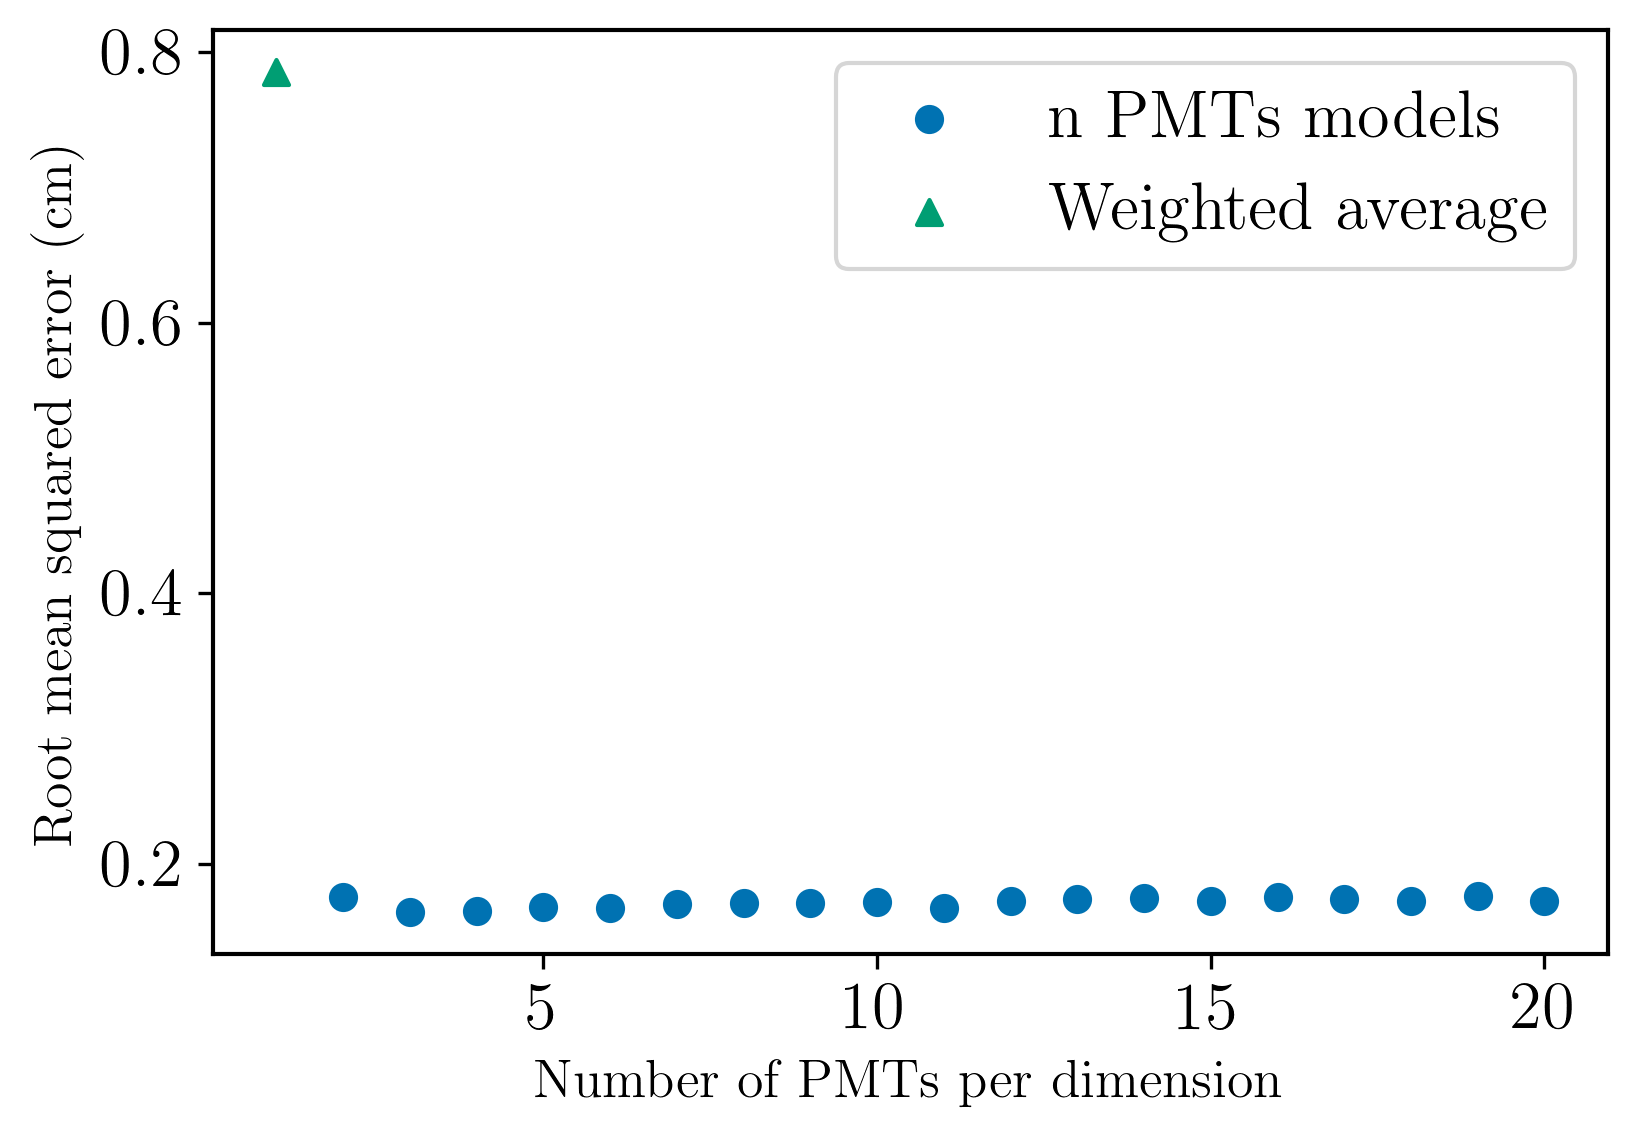 0.8
0.6
0.4
0.2
Root mean squared error (cm)
n PMTs models
Weighted average
5 10 15 20
Number of PMTs per dimension